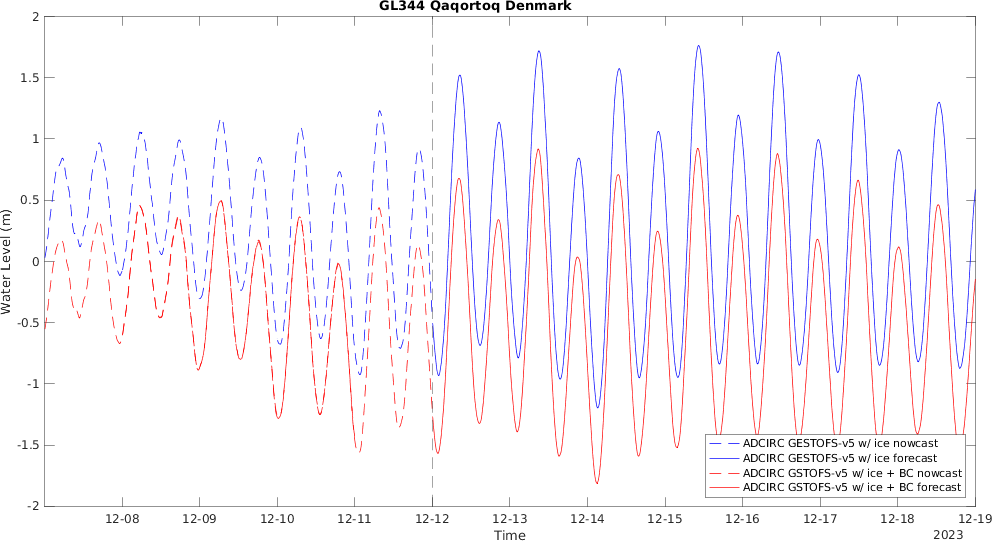 GL344 Qaqortoq Denmark
2
1.5
1
0.5
0
-0.5
-1
-1.5
-2
Water Level (m)
ADCIRC GESTOFS-v5 w/ ice nowcast
ADCIRC GESTOFS-v5 w/ ice forecast
ADCIRC GSTOFS-v5 w/ ice + BC nowcast
ADCIRC GSTOFS-v5 w/ ice + BC forecast
12-08 12-09 12-10 12-11 12-12 12-13 12-14 12-15 12-16 12-17 12-18 12-19
Time
2023